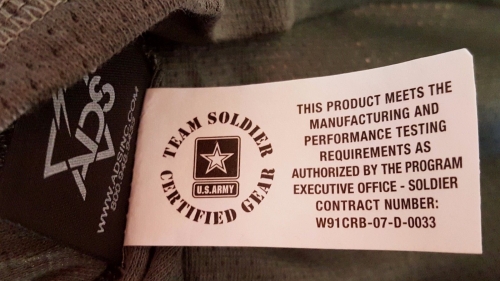 ADS
WWW.ADSINC.COM
TEAM SOLDIER
CERTIFIED GEAR
U.S.ARMY
THIS PRODUCT MEETS THE
MANUFACTURING AND
PERFORMANCE TESTING
REQUIREMENTS AS
AUTHORIZED BY THE PROGRAM
EXECUTIVE OFFICE - SOLDIER
CONTRACT NUMBER:
W91CRB-07-D-0033